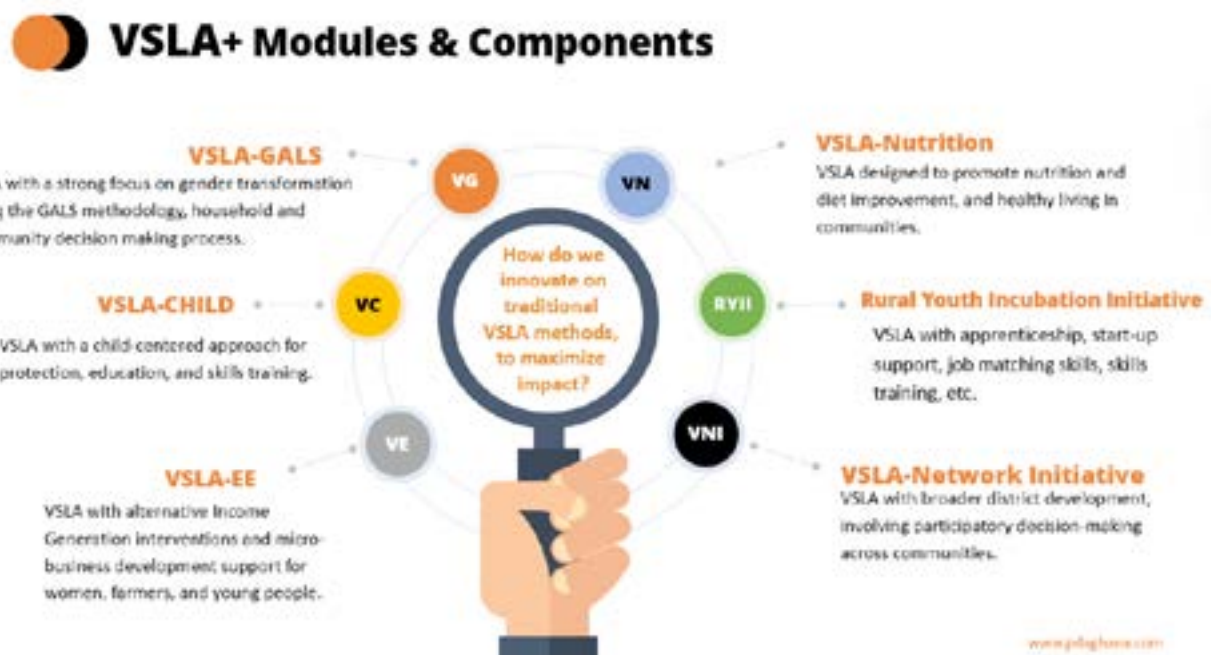 VSLA+ Modules & Components
VSLA-GALS
with a strong focus on gender transformation
the GALS methodology, household and
decision making process.
VSLA-CHILD
VSLA with a child-centered approach for
protection, education, and skills training.
VSLA-EE
VSLA with alternative Income
Generation interventions and micro-
business development support for
women, farmers, and young people.
VG
VN
VC
RYII
VE
VNI
How do we
innovate on
traditional
VSLA methods,
to maximize
impact?
VSLA-Nutrition
VSLA designed to promote nutrition and
diet improvement, and healthy living in
communities.
Rural Youth Incubation Initiative
VSLA with apprenticeship, start-up
support, job matching skills, skills
training, etc.
VSLA-Network Initiative
VSLA with broader district development,
involving participatory decision-making
across communities.